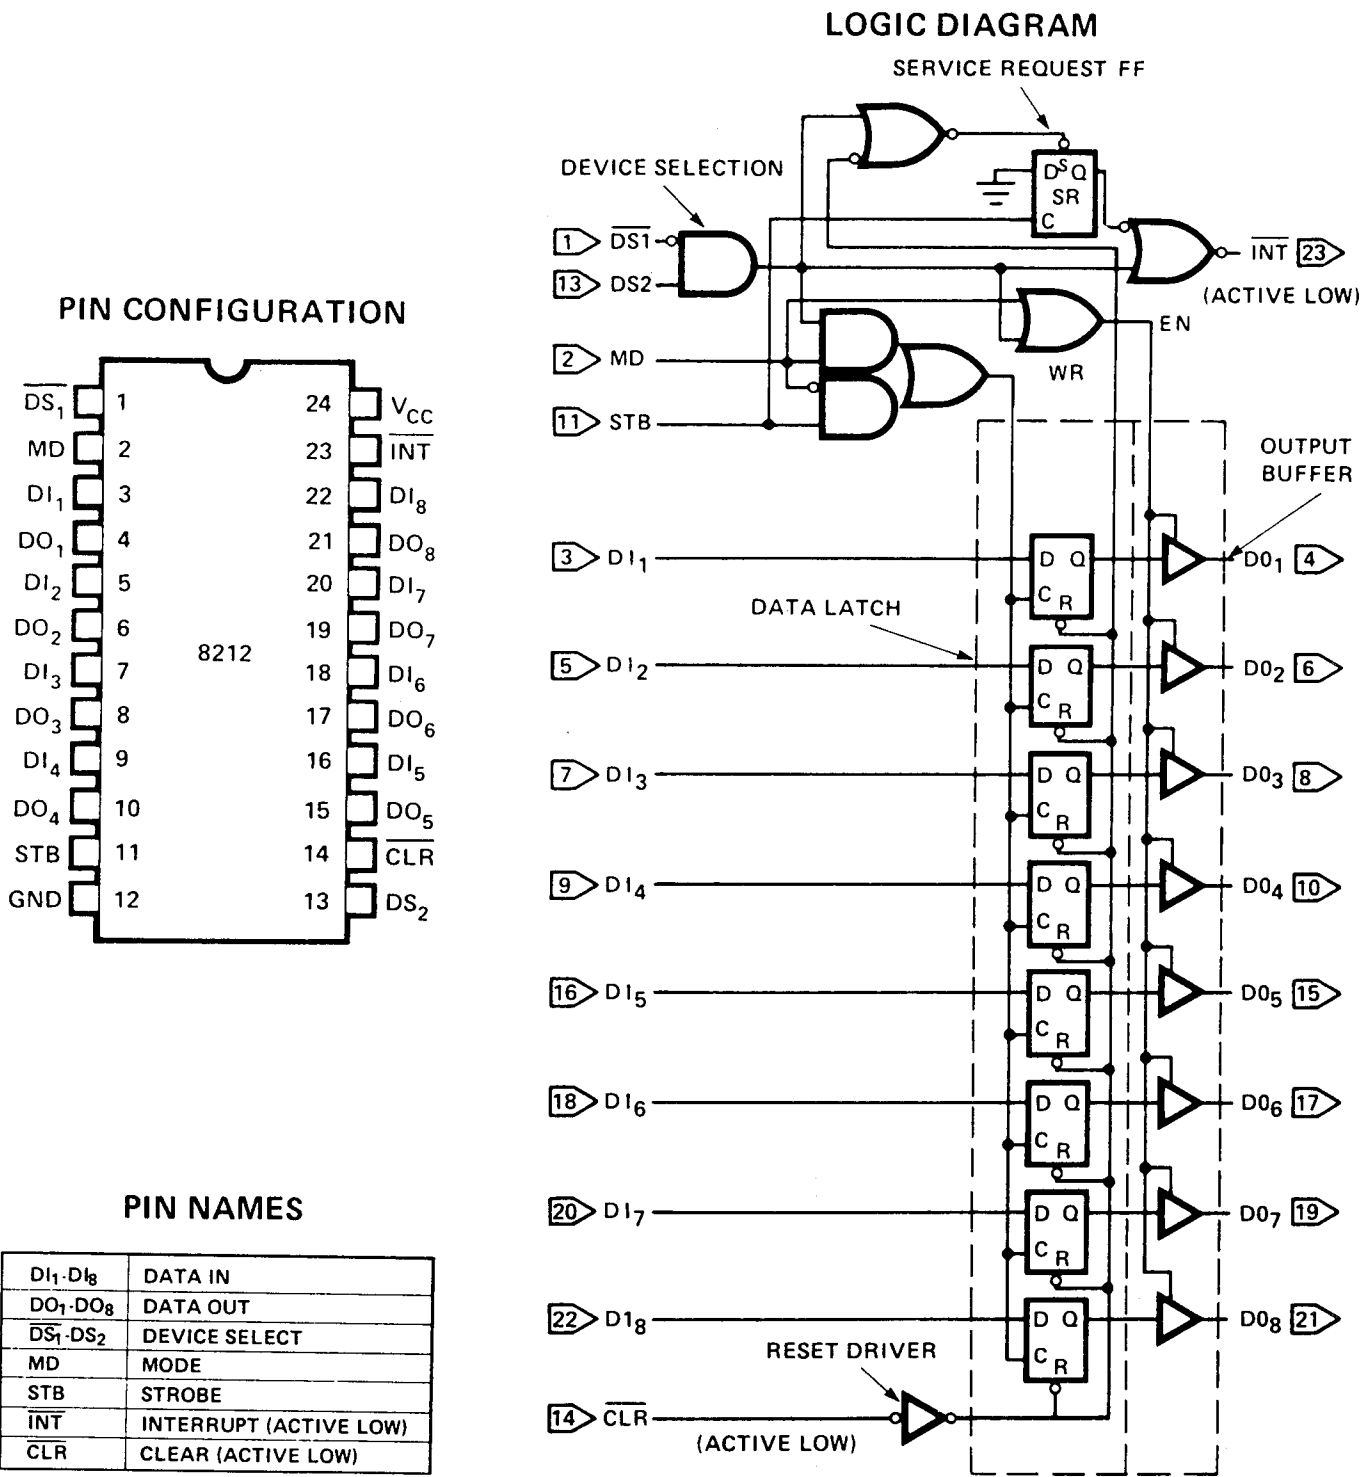 LOGIC DIAGRAM
SERVICE REQUEST FF
DEVICE SELECTION
D S Q
SR
C
1 DS1
13 DS2
INT 23
(ACTIVE LOW)
EN
2 MD
WR
11 STB
OUTPUT
BUFFER
DATA LATCH
3 DI1 D Q C R DO1 4
5 DI2 D Q C R DO2 6
7 DI3 D Q C R DO3 8
9 DI4 D Q C R DO4 10
16 DI5 D Q C R DO5 15
18 DI6 D Q C R DO6 17
20 DI7 D Q C R DO7 19
22 D18 D Q C R DO8 21
RESET DRIVER
14 CLR
(ACTIVE LOW)
PIN CONFIGURATION
DS1 1 24 VCC
MD 2 23 INT
DI1 3 22 DI8
DO1 4 21 DO8
DI2 5 20 DI7
DO2 6 19 DO7
8212
DI3 7 18 DI6
DO3 8 17 DO6
DI4 9 16 DI5
DO4 10 15 DO5
STB 11 14 CLR
GND 12 13 DS2
PIN NAMES
DI1-DI8 DATA IN
DO1-DO8 DATA OUT
DS1-DS2 DEVICE SELECT
MD MODE
STB STROBE
INT INTERRUPT (ACTIVE LOW)
CLR CLEAR (ACTIVE LOW)